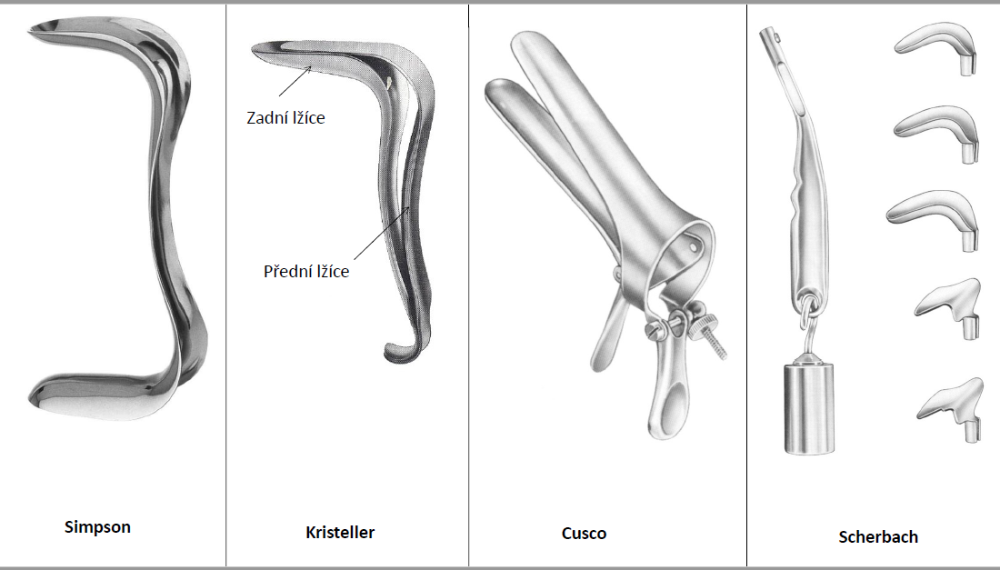 Zadní lžíce
Přední lžíce
Simpson
Kristeller
Cusco
Scherbach